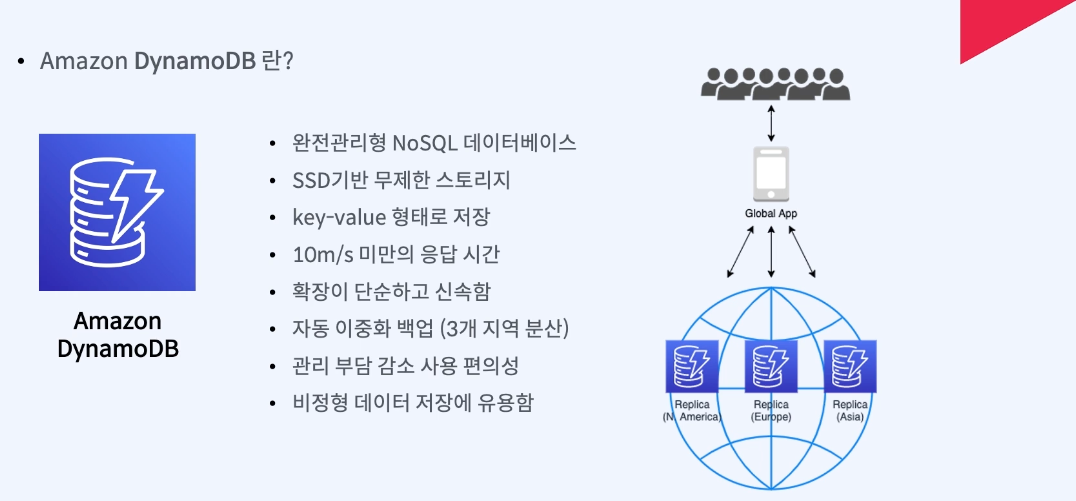 • Amazon DynamoDB 란?
Amazon
DynamoDB
• 완전관리형 NoSQL 데이터베이스
• SSD기반 무제한 스토리지
• key-value 형태로 저장
• 10m/s 미만의 응답 시간
• 확장이 단순하고 신속함
• 자동 이중화 백업 (3개 지역 분산)
• 관리 부담 감소 사용 편의성
• 비정형 데이터 저장에 유용함
Global App
Replica
(N. America)
Replica
(Europe)
Replica
(Asia)